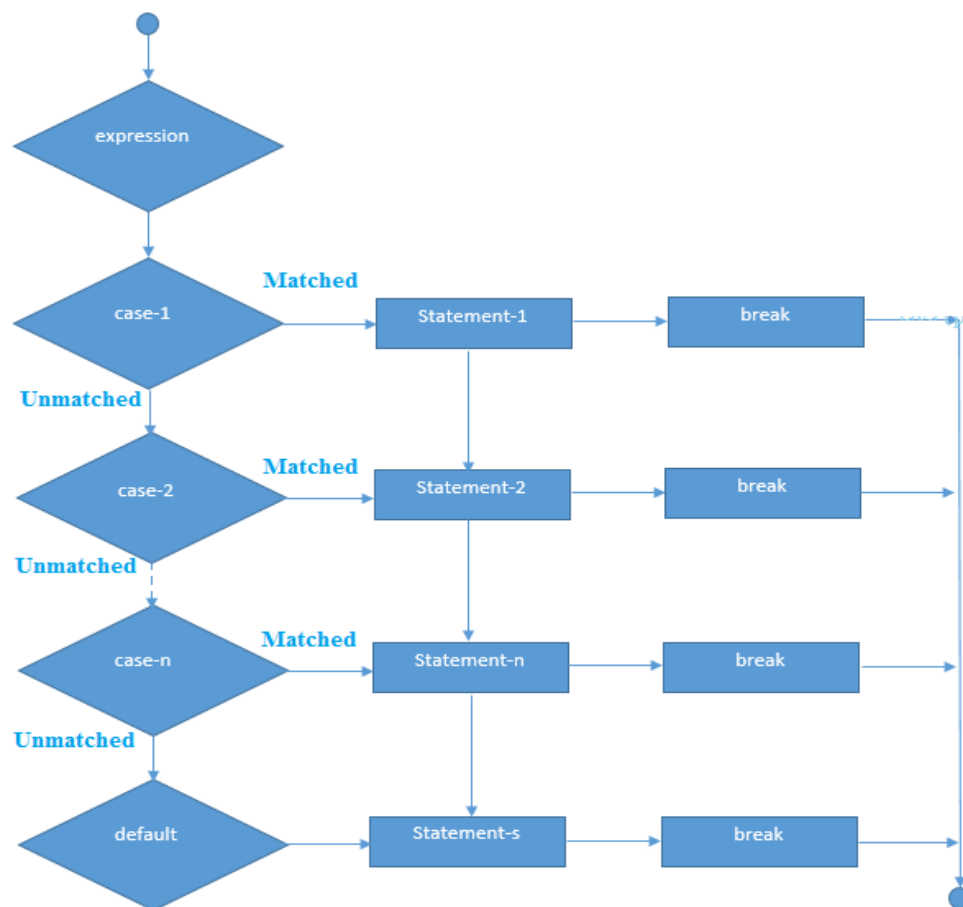 expression
Matched
case-1
Statement-1
break
Unmatched
Matched
case-2
Statement-2
break
Unmatched
Matched
case-n
Statement-n
break
Unmatched
default
Statement-s
break